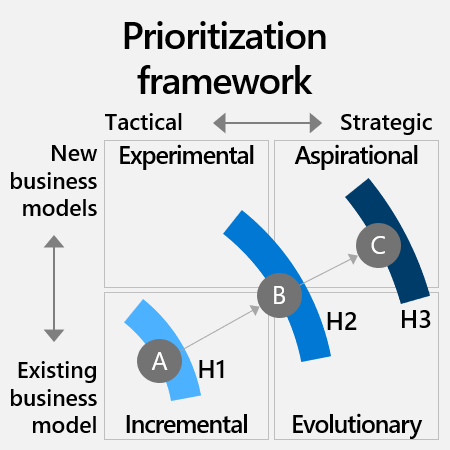 Prioritization
framework
Tactical
Strategic
New
business
models
Experimental
Aspirational
C
B
H2
H3
A
H1
Existing
business
model
Incremental
Evolutionary